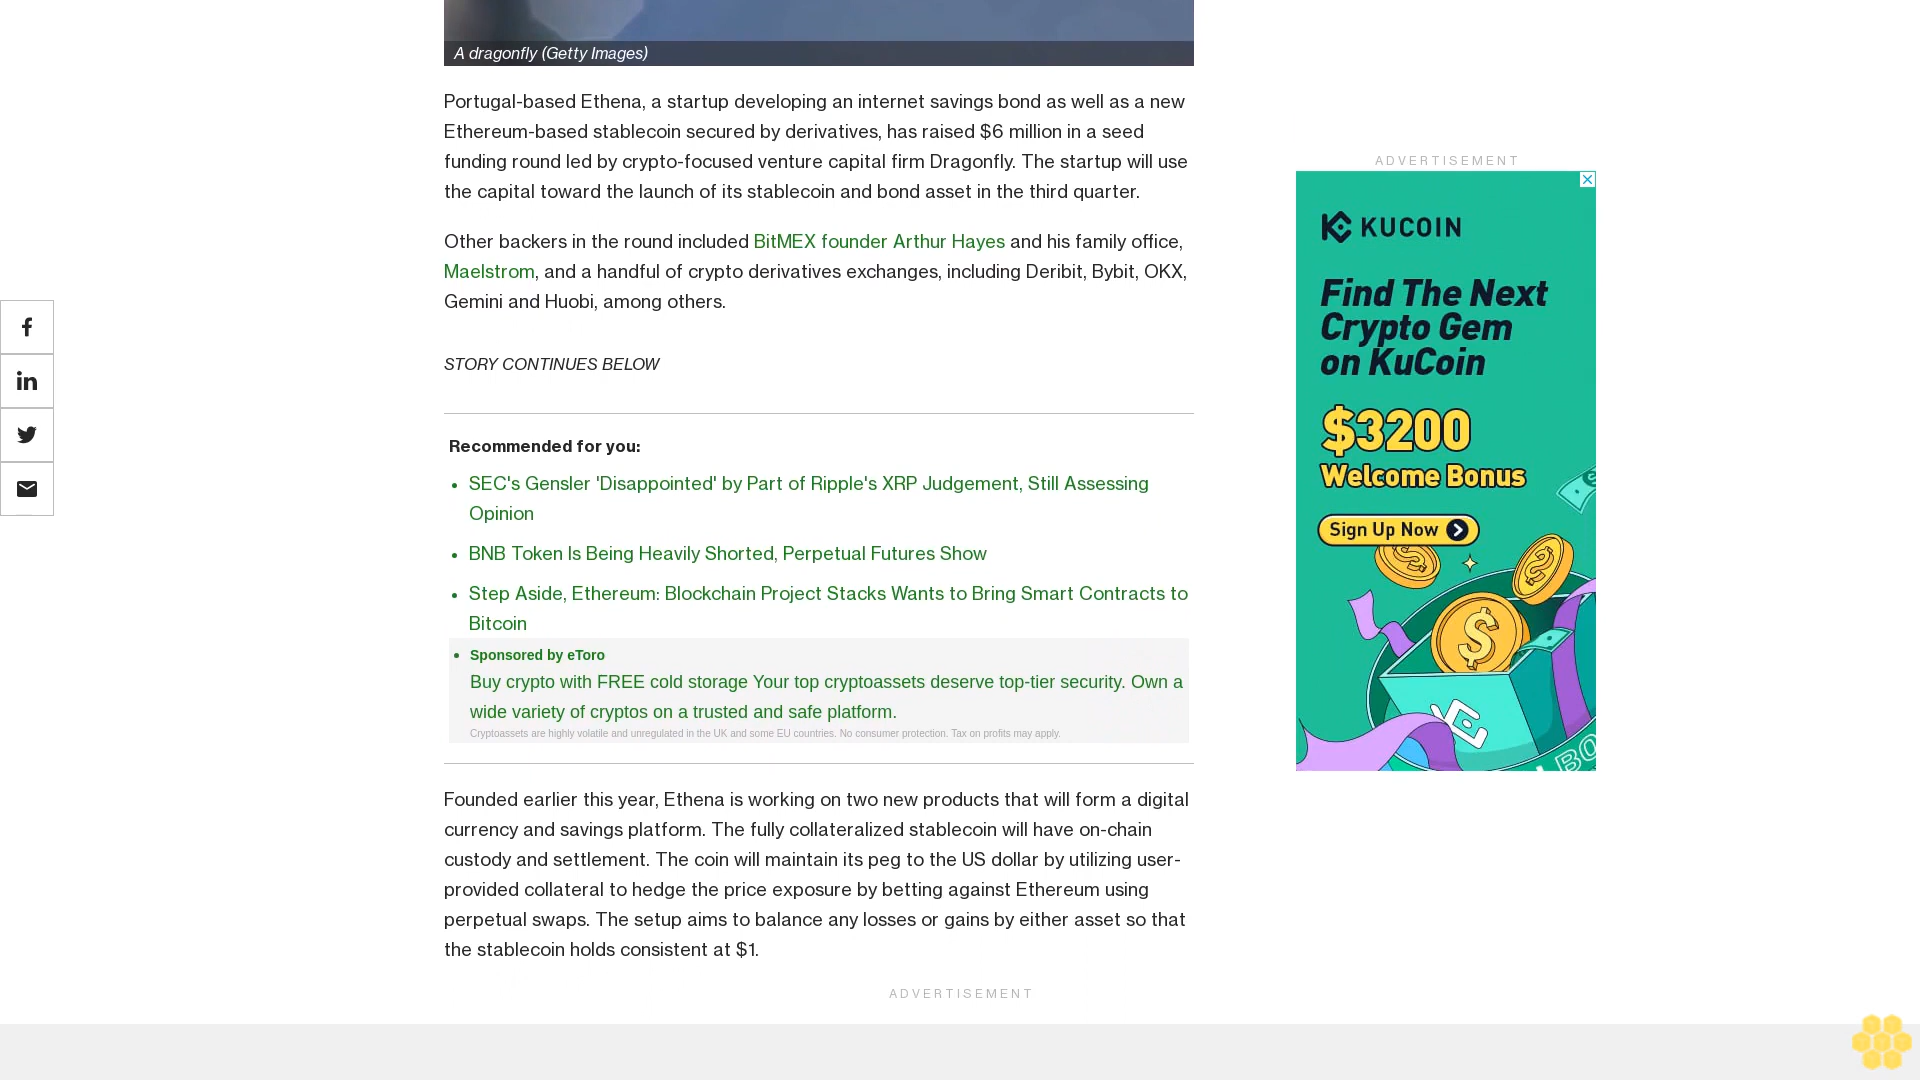 A dragonfly (Getty Images)
Portugal-based Ethena, a startup developing an internet savings bond as well as a new
Ethereum-based stablecoin secured by derivatives, has raised $6 million in a seed
funding round led by crypto-focused venture capital firm Dragonfly. The startup will use
the capital toward the launch of its stablecoin and bond asset in the third quarter.
Other backers in the round included BitMEX founder Arthur Hayes and his family office,
Maelstrom, and a handful of crypto derivatives exchanges, including Deribit, Bybit, OKX,
Gemini and Huobi, among others.
STORY CONTINUES BELOW
Recommended for you:
SEC's Gensler 'Disappointed' by Part of Ripple's XRP Judgement, Still Assessing
Opinion
BNB Token Is Being Heavily Shorted, Perpetual Futures Show
Step Aside, Ethereum: Blockchain Project Stacks Wants to Bring Smart Contracts to
Bitcoin
Sponsored by eToro
Buy crypto with FREE cold storage Your top cryptoassets deserve top-tier security. Own a
wide variety of cryptos on a trusted and safe platform.
Cryptoassets are highly volatile and unregulated in the UK and some EU countries. No consumer protection. Tax on profits may apply.
Founded earlier this year, Ethena is working on two new products that will form a digital
currency and savings platform. The fully collateralized stablecoin will have on-chain
custody and settlement. The coin will maintain its peg to the US dollar by utilizing user-
provided collateral to hedge the price exposure by betting against Ethereum using
perpetual swaps. The setup aims to balance any losses or gains by either asset so that
the stablecoin holds consistent at $1.
ADVERTISEMENT
ADVERTISEMENT
KUCOIN
Find The Next
Crypto Gem
on KuCoin
$3200
Welcome Bonus
Sign Up Now